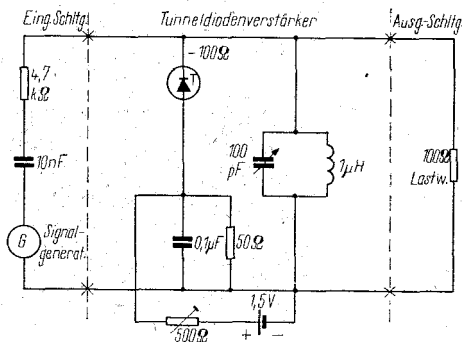 Eing.Schltg
Tunneldiodenverstärker
Ausg-Schltg
-100Ω
4,7
kΩ
T
10nF
100
pF
1µH
100Ω
Lastw.
G
Signal-
generat.
0,1µF
50Ω
1,5V
500Ω
+ -